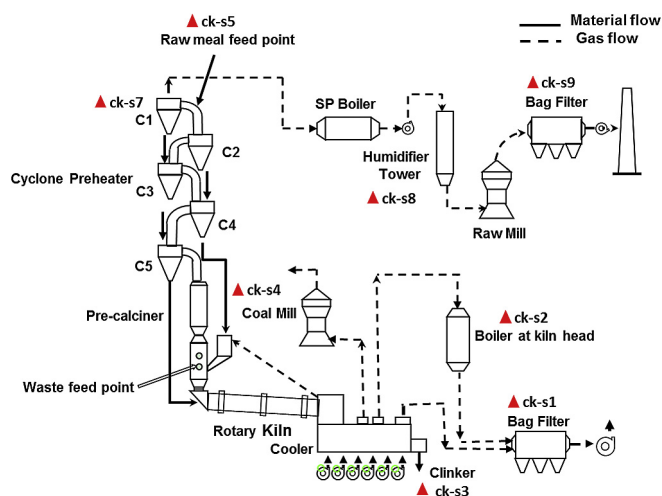 ck-s5
Raw meal feed point
Material flow
Gas flow
ck-s7
C1
SP Boiler
ck-s9
Bag Filter
C2
Humidifier
Tower
Cyclone Preheater
C3
ck-s8
C4
Raw Mill
C5
ck-s4
Coal Mill
Pre-calciner
ck-s2
Boiler at kiln head
Waste feed point
ck-s1
Bag Filter
Rotary Kiln
Cooler
Clinker
ck-s3